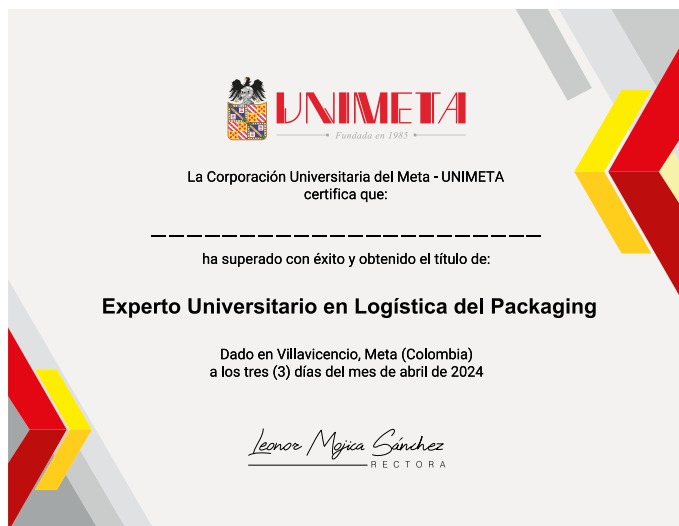 UNIMETA
Fundada en 1985
La Corporación Universitaria del Meta - UNIMETA
certifica que:
ha superado con éxito y obtenido el título de:
Experto Universitario en Logística del Packaging
Dado en Villavicencio, Meta (Colombia)
a los tres (3) días del mes de abril de 2024
Leonor Mojica Sánchez
RECTORA